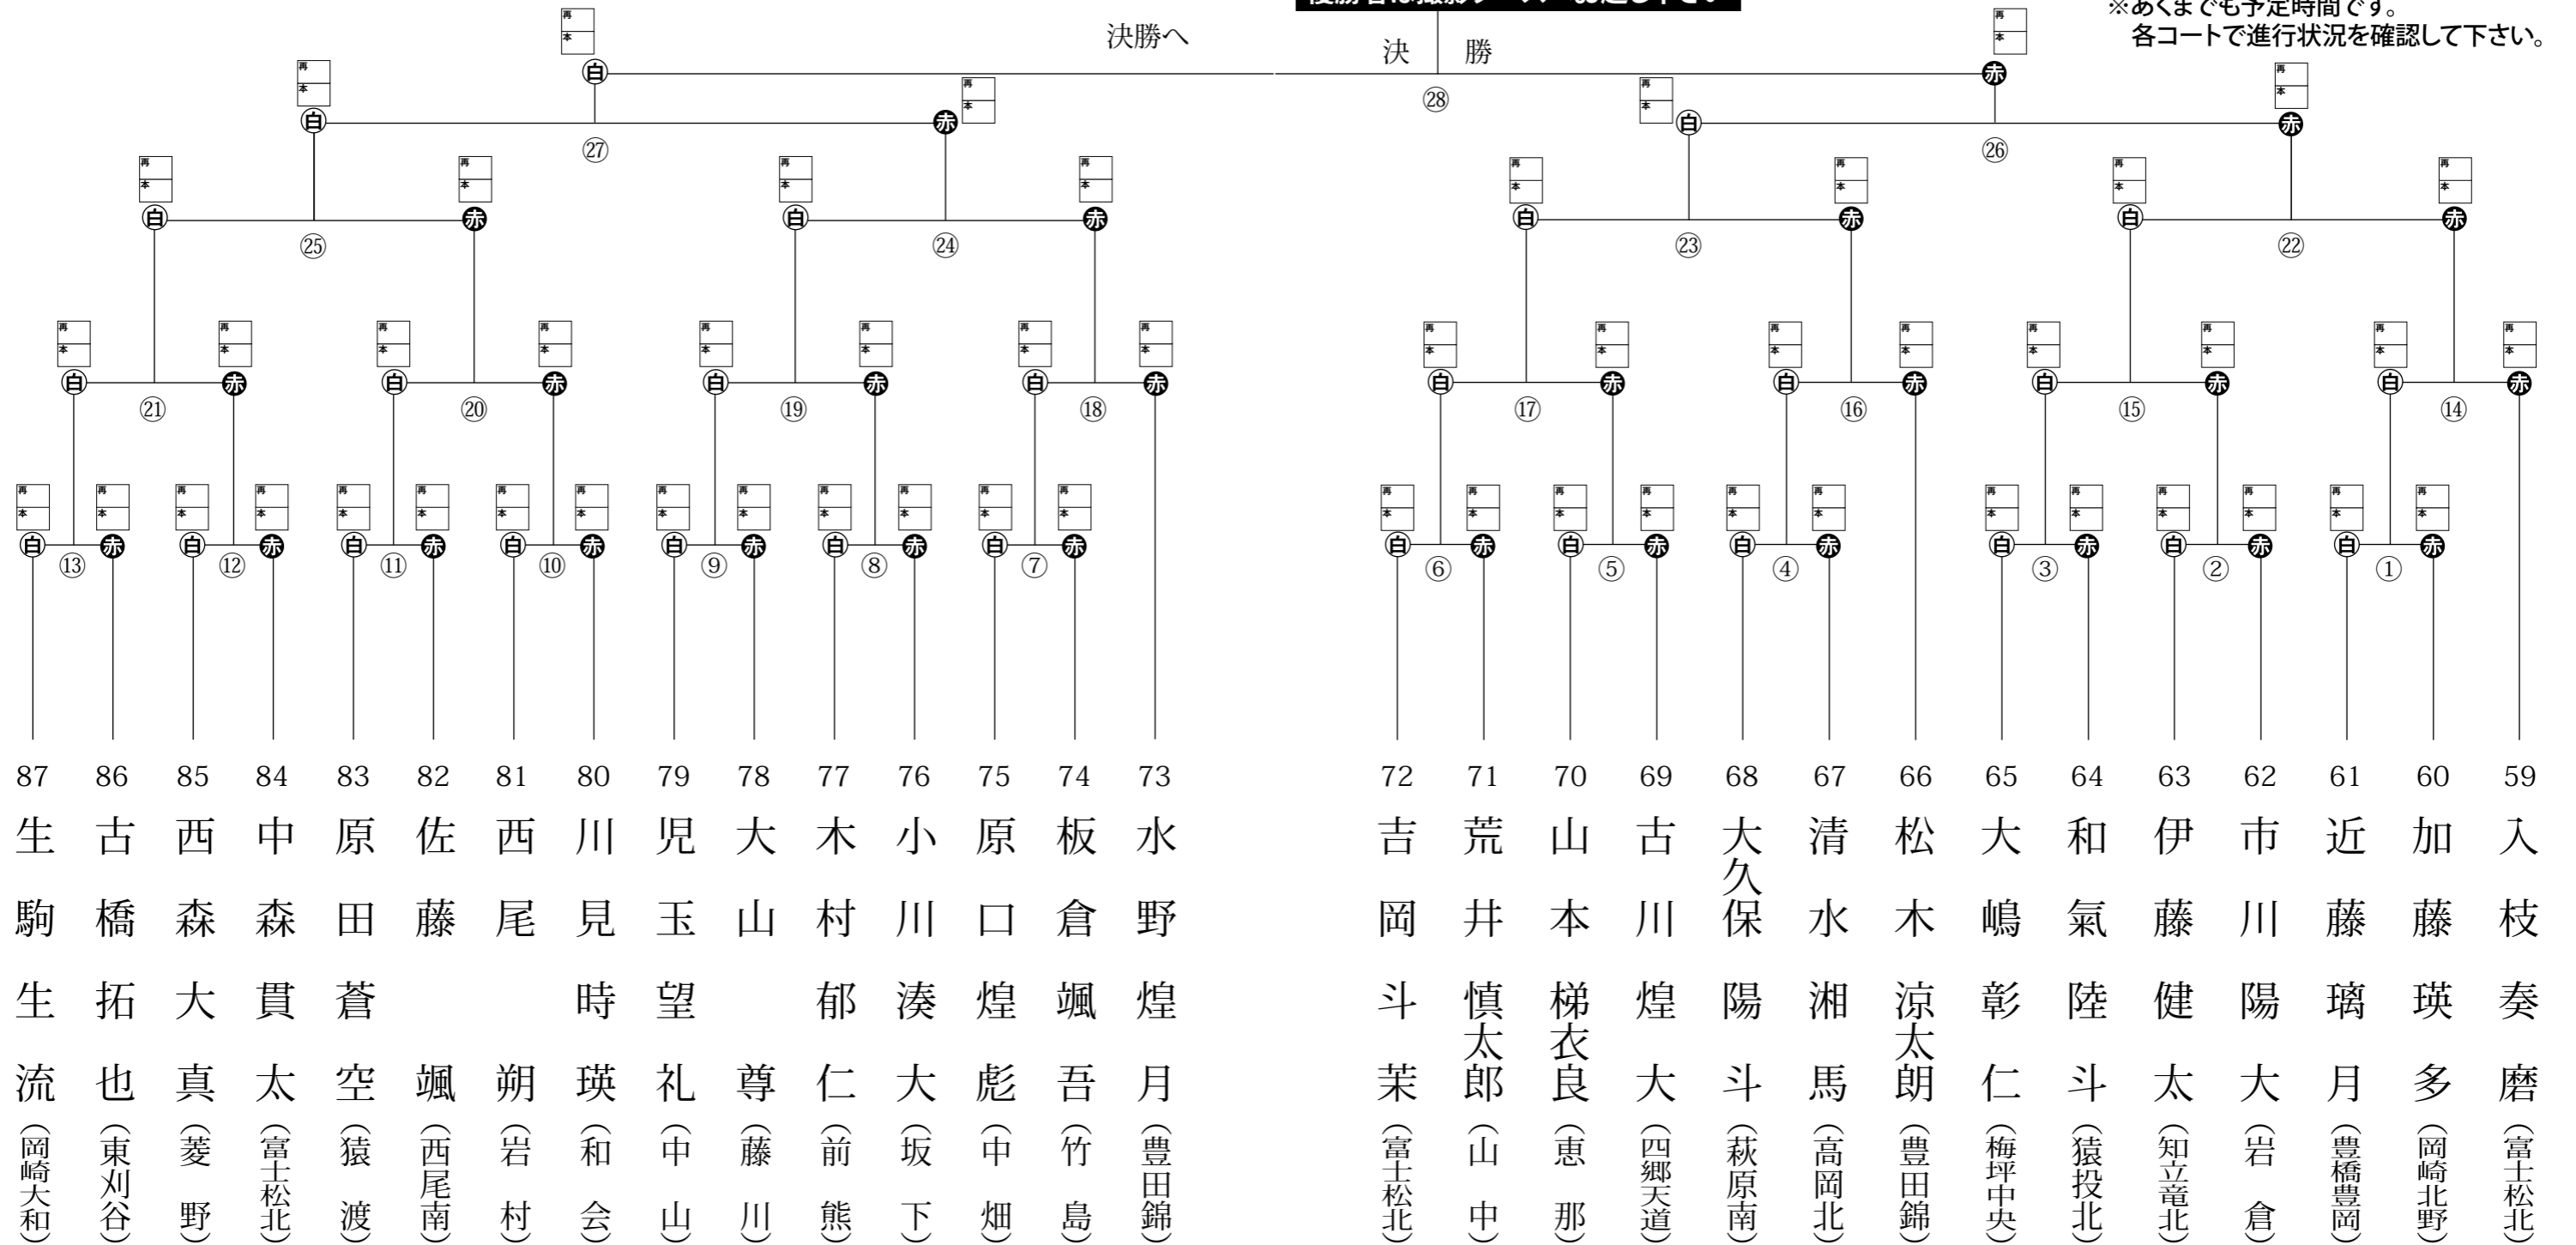 ※あくまでも予定時間です。
各コートで進行状況を確認して下さい。
決勝へ
決 勝
㉘
再 本
白
赤
㉗
㉖
㉕
㉔
㉓
㉒
㉑
⑳
⑲
⑱
⑰
⑯
⑮
⑭
⑬
⑫
⑪
⑩
⑨
⑧
⑦
⑥
⑤
④
③
②
①
59 入枝奏磨（富士松北）
60 加藤瑛多（岡崎北野）
61 近藤璃月（豊橋豊岡）
62 市川陽大（岩倉）
63 伊藤健太（知立竜北）
64 和氣陸斗（猿投北）
65 大嶋彰仁（梅坪中央）
66 松木涼太朗（豊田錦）
67 清水湘馬（高岡北）
68 大久保陽斗（萩原南）
69 古川煌大（四郷天道）
70 山本梯衣良（恵那）
71 荒井慎太郎（山中）
72 吉岡斗茉（富士松北）
73 水野煌月（豊田錦）
74 板倉颯吾（竹島）
75 原口煌彪（中畑）
76 小川湊大（坂下）
77 木村郁仁（前熊）
78 大山尊（藤川）
79 児玉望礼（中山）
80 川見時瑛（和会）
81 西尾朔（岩村）
82 佐藤颯（西尾南）
83 原田蒼空（猿渡）
84 中森貫太（富士松北）
85 西森大真（菱野）
86 古橋拓也（東刈谷）
87 生駒生流（岡崎大和）